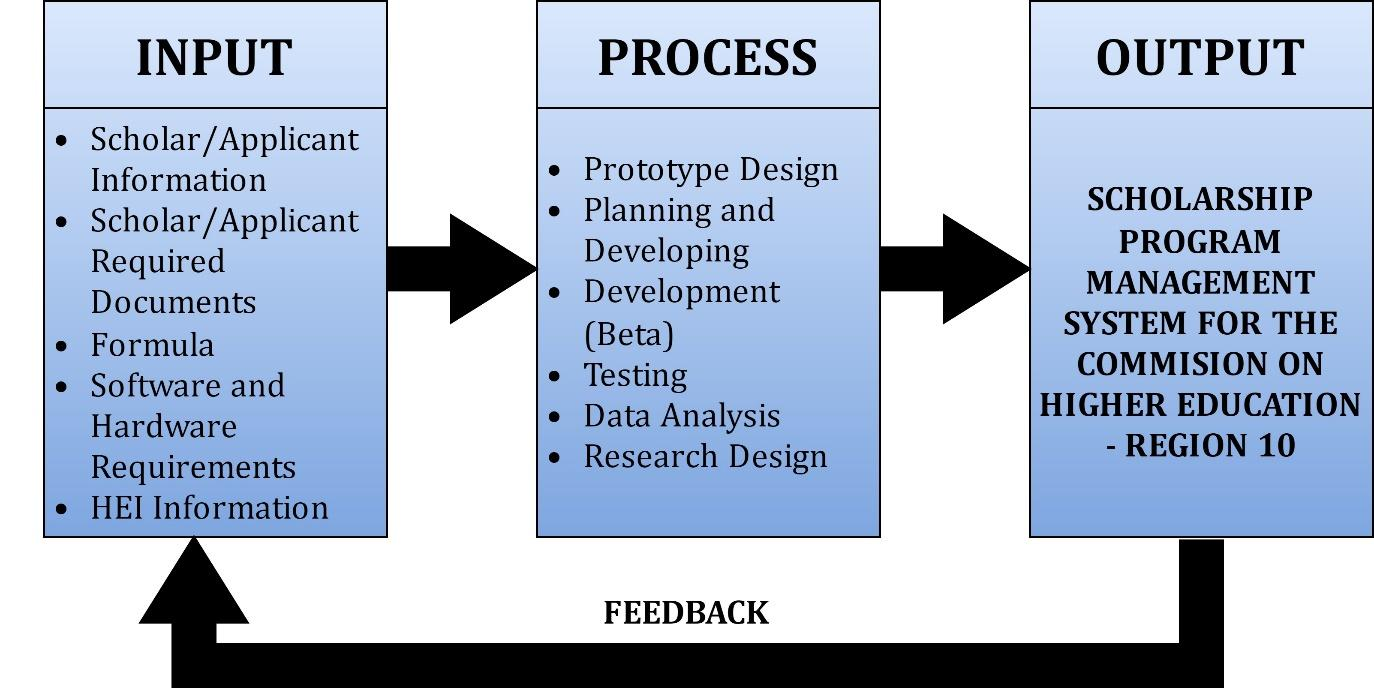 INPUT
• Scholar/Applicant
Information
• Scholar/Applicant
Required
Documents
• Formula
• Software and
Hardware
Requirements
• HEI Information
PROCESS
• Prototype Design
• Planning and
Developing
• Development
(Beta)
• Testing
• Data Analysis
• Research Design
OUTPUT
SCHOLARSHIP
PROGRAM
MANAGEMENT
SYSTEM FOR THE
COMMISION ON
HIGHER EDUCATION
- REGION 10
FEEDBACK